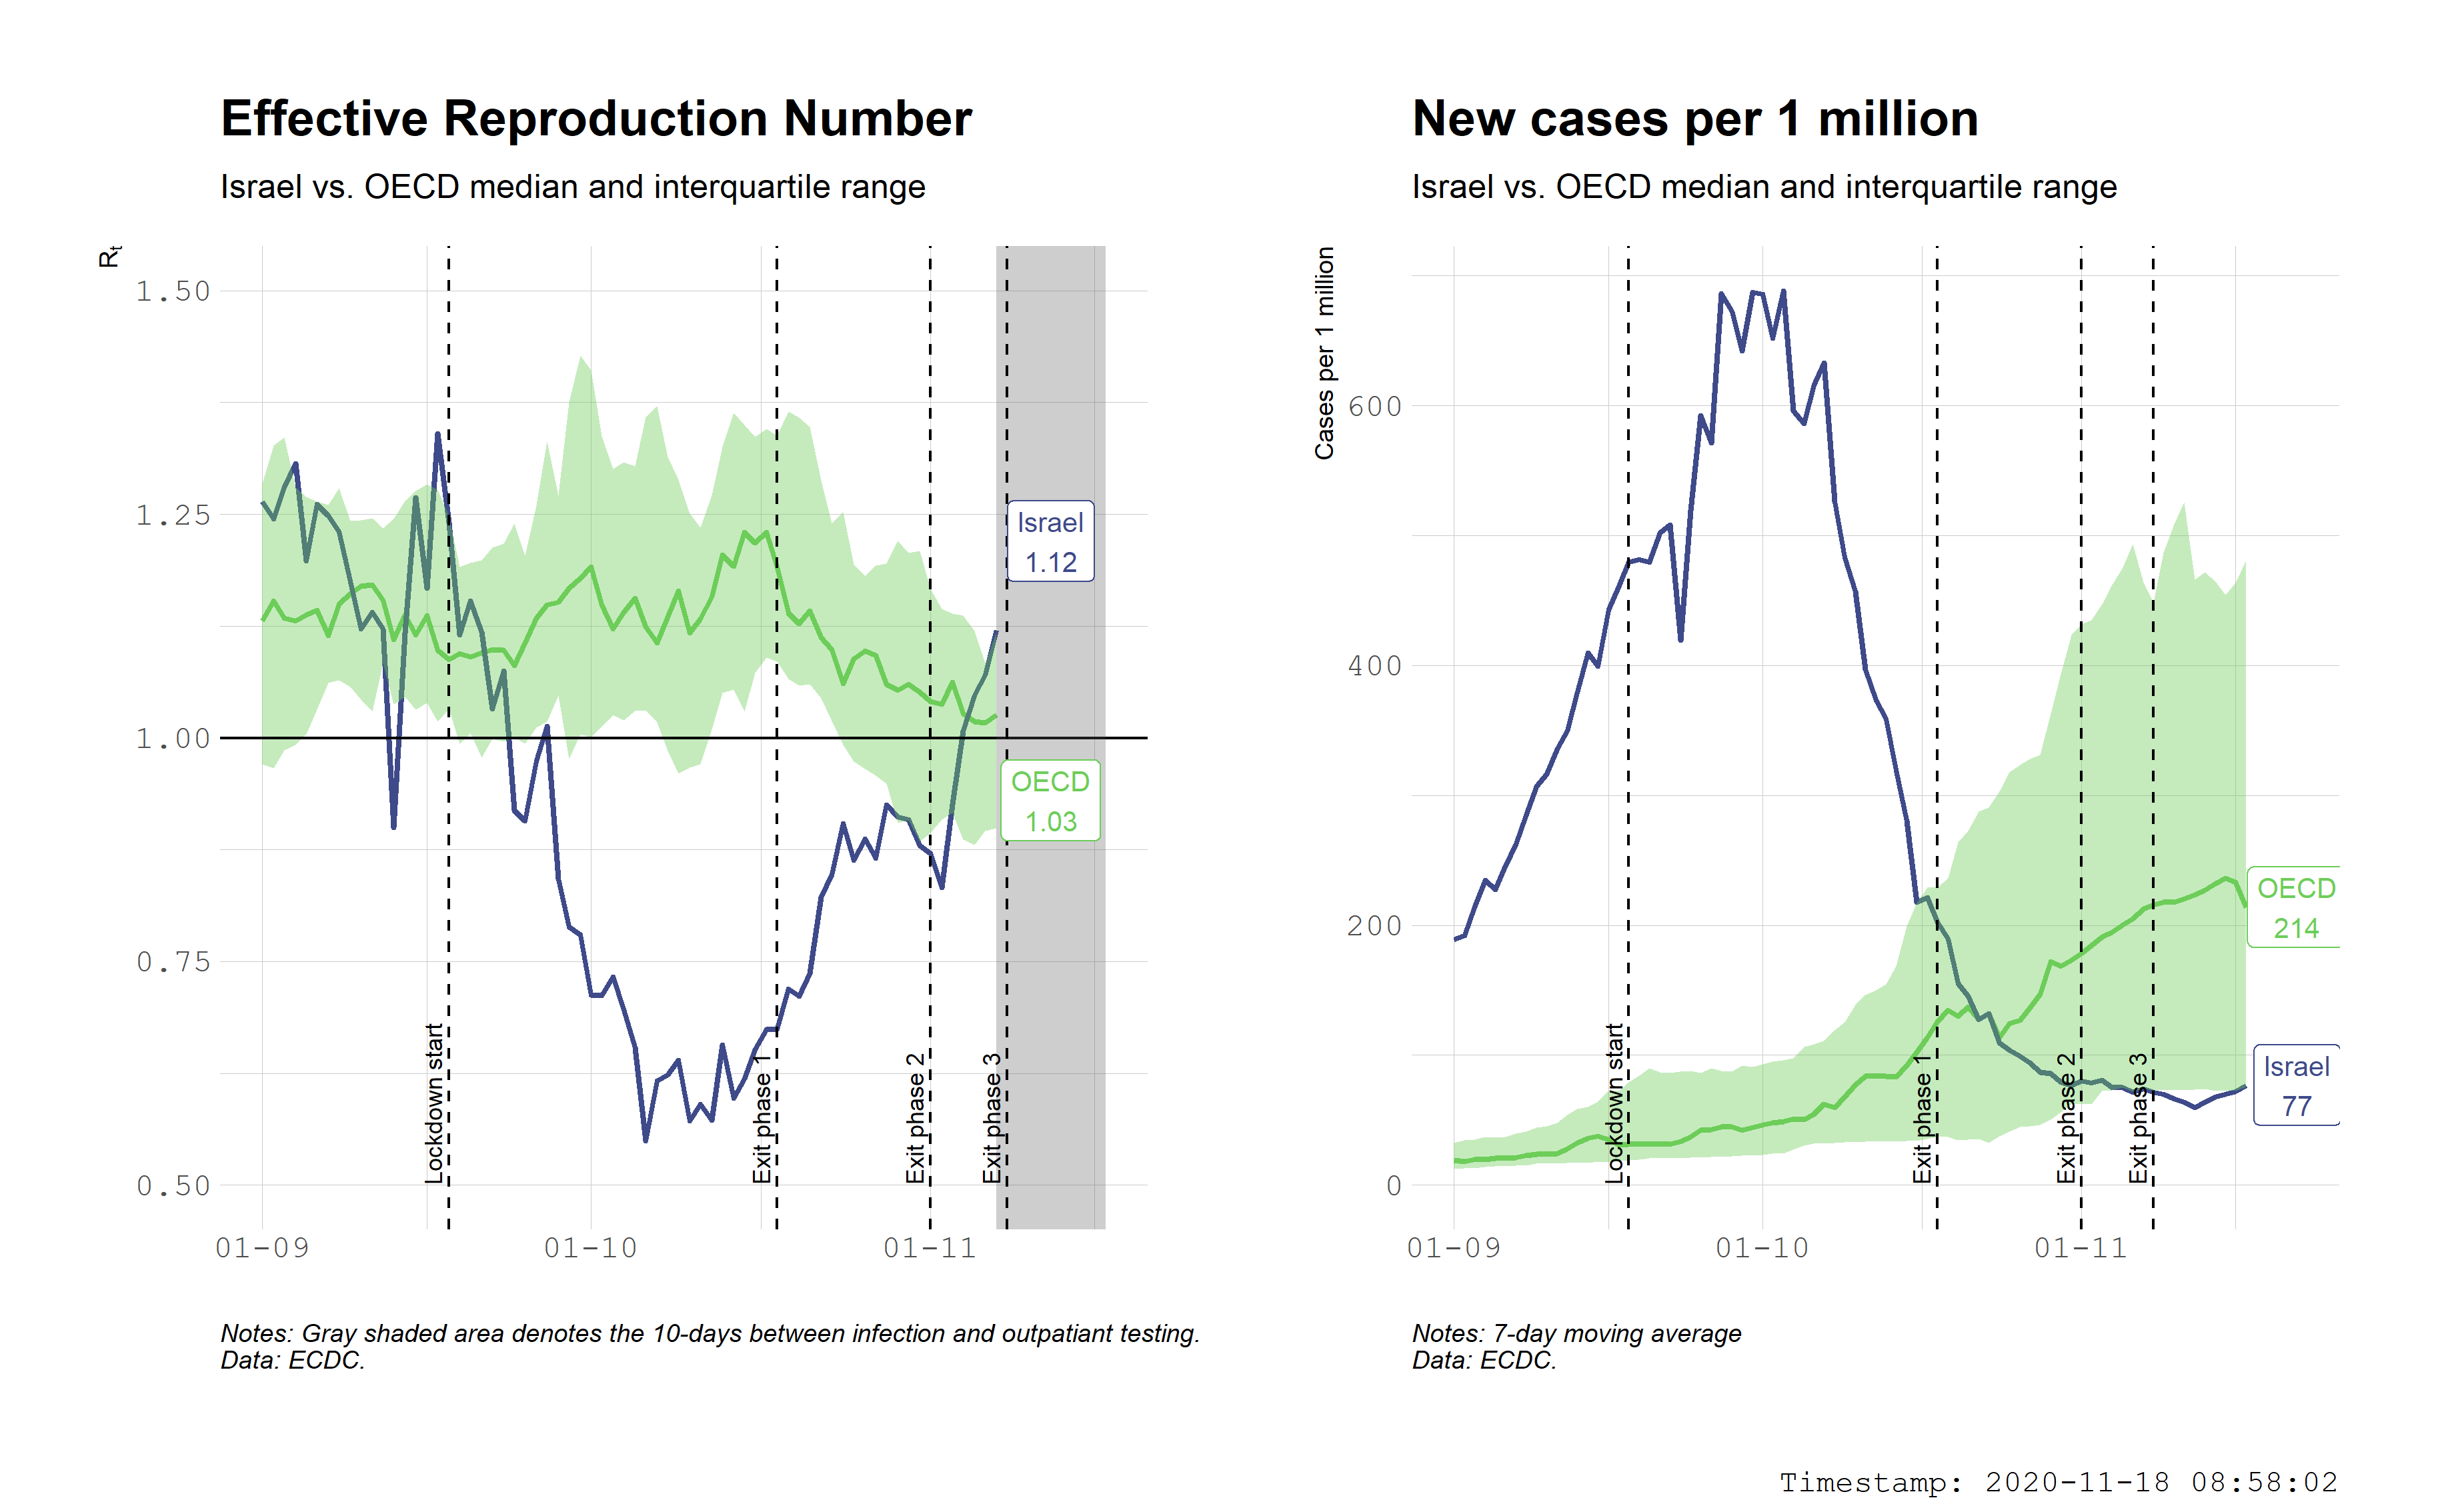 Effective Reproduction Number
Israel vs. OECD median and interquartile range
Rt
1.50
1.25
1.00
0.75
0.50
Lockdown start
Exit phase 1
Exit phase 2
Exit phase 3
Israel
1.12
OECD
1.03
01-09
01-10
01-11
Notes: Gray shaded area denotes the 10-days between infection and outpatiant testing.
Data: ECDC.
New cases per 1 million
Israel vs. OECD median and interquartile range
Cases per 1 million
600
400
200
0
Lockdown start
Exit phase 1
Exit phase 2
Exit phase 3
OECD
214
Israel
77
01-09
01-10
01-11
Notes: 7-day moving average
Data: ECDC.
Timestamp: 2020-11-18 08:58:02